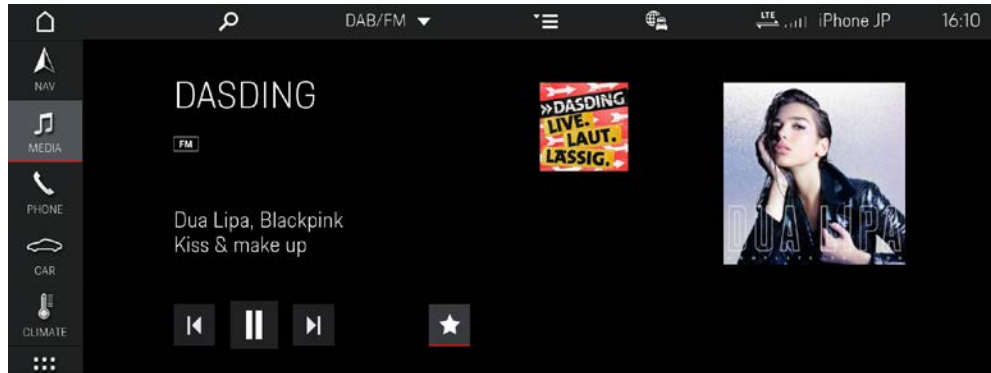 DAB/FM
LTE iPhone JP 16:10
NAV
MEDIA
PHONE
CAR
CLIMATE
DASDING
FM
Dua Lipa, Blackpink
Kiss & make up
»DASDING
LIVE.
LAUT.
LÄSSIG.
DUA LIPA